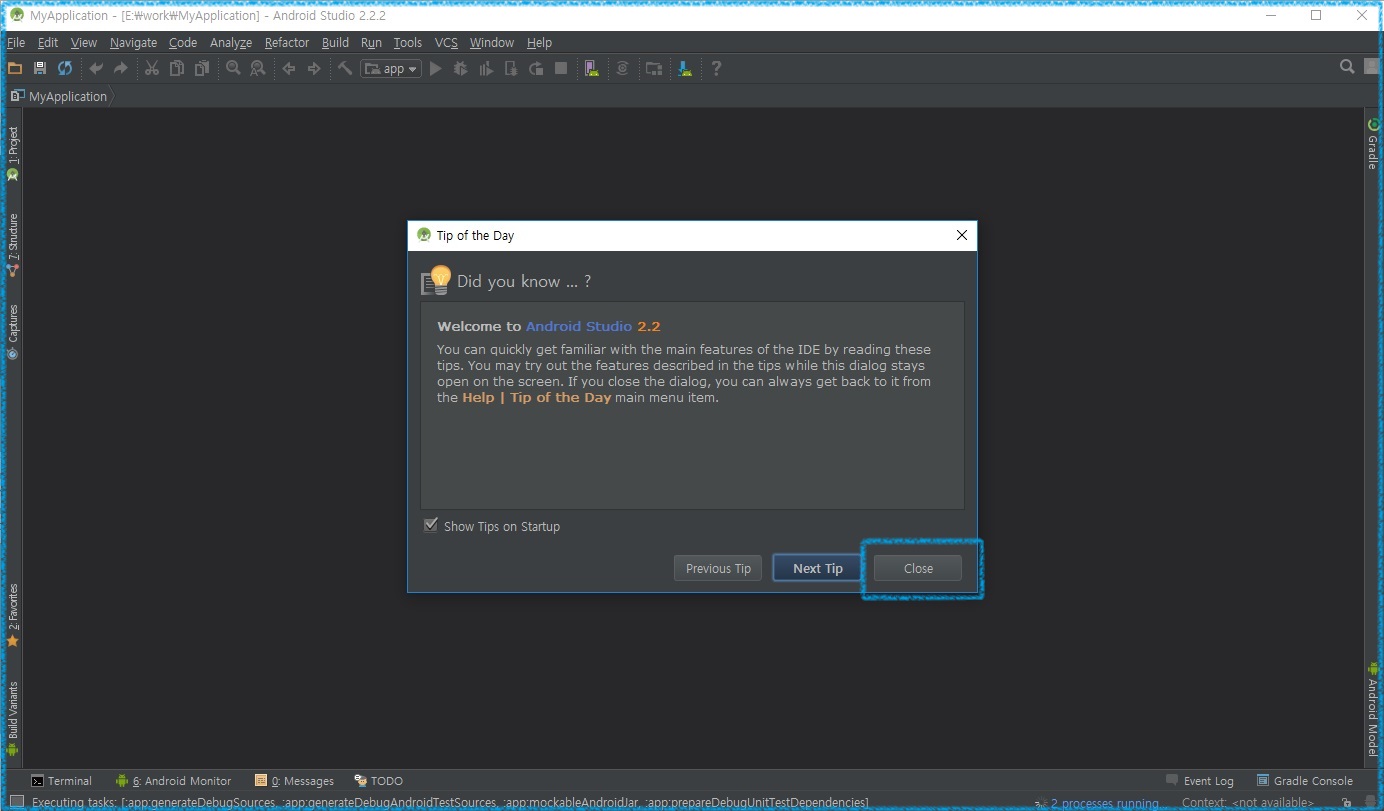 MyApplication - [E:₩work₩MyApplication] - Android Studio 2.2.2
File Edit View Navigate Code Analyze Refactor Build Run Tools VCS Window Help
app
MyApplication
1: Project
7: Structure
Captures
2: Favorites
Build Variants
Gradle
Android Model
Tip of the Day
Did you know ... ?
Welcome to Android Studio 2.2
You can quickly get familiar with the main features of the IDE by reading these
tips. You may try out the features described in the tips while this dialog stays
open on the screen. If you close the dialog, you can always get back to it from
the Help | Tip of the Day main menu item.
Show Tips on Startup
Previous Tip Next Tip Close
Terminal 6: Android Monitor 0: Messages TODO Event Log Gradle Console
Executing tasks: [:app:generateDebugSources, :app:generateDebugAndroidTestSources, :app:mockableAndroidJar, :app:prepareDebugUnitTestDependencies] 2 processes running... Context: <not available>